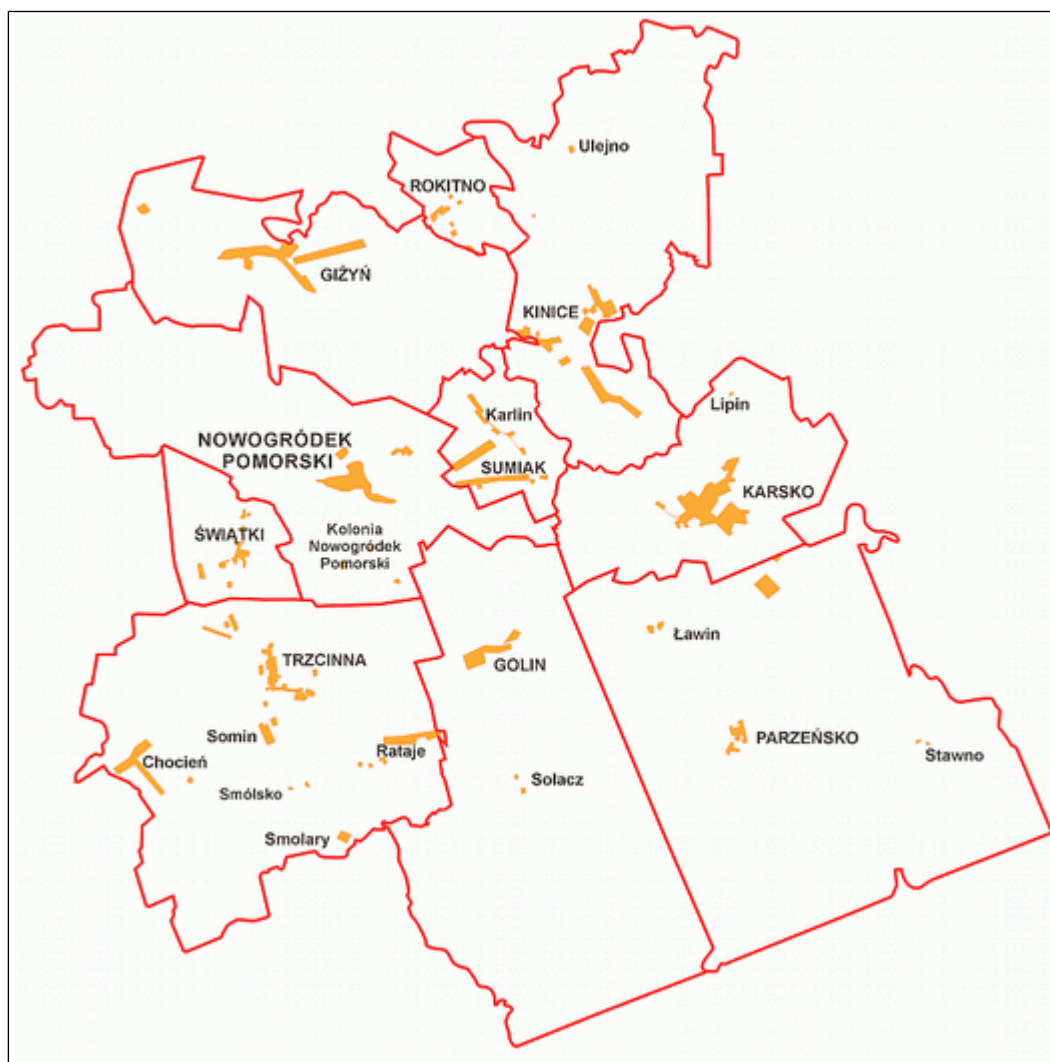 Ulejno
ROKITNO
GIŻYŃ
KINICE
Lipin
Karlin
NOWOGRÓDEK
POMORSKI
SUMIAK
KARSKO
ŚWIĄTKI
Kolonia
Nowogródek
Pomorski
Ławin
TRZCINNA
GOLIN
Somin
Rataje
PARZEŃSKO
Chocień
Stawno
Solacz
Smólsko
Smolary